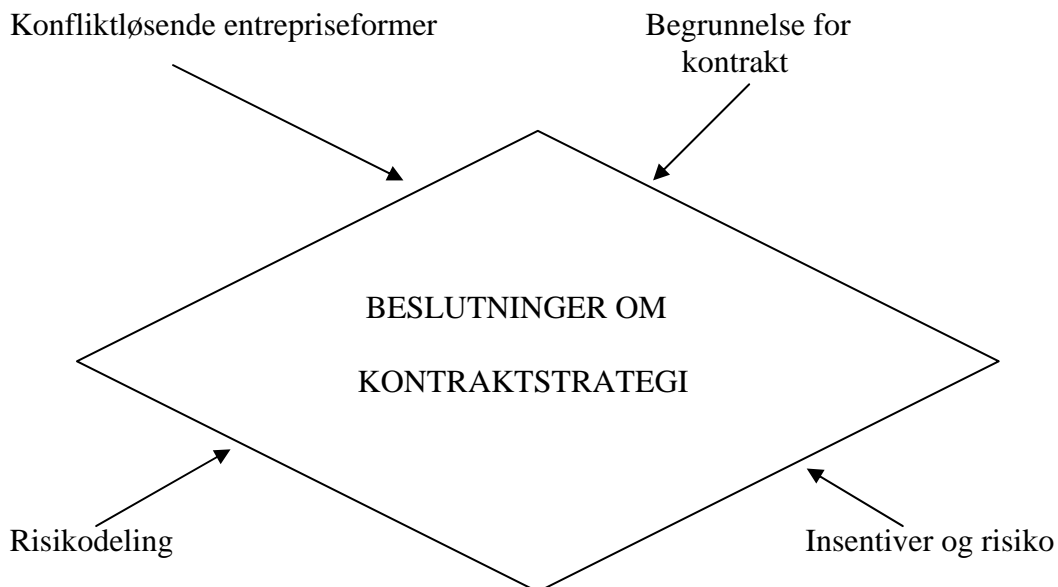 Konfliktløsende entrepriseformer
Begrunnelse for
kontrakt
BESLUTNINGER OM
KONTRAKTSTRATEGI
Risikodeling
Insentiver og risiko